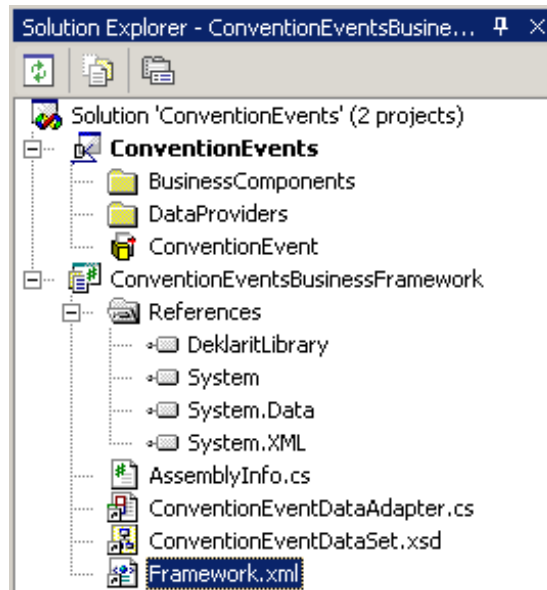 Solution Explorer - ConventionEventsBusine...
Solution 'ConventionEvents' (2 projects)
ConventionEvents
BusinessComponents
DataProviders
ConventionEvent
ConventionEventsBusinessFramework
References
DeklaritLibrary
System
System.Data
System.XML
AssemblyInfo.cs
ConventionEventDataAdapter.cs
ConventionEventDataSet.xsd
Framework.xml